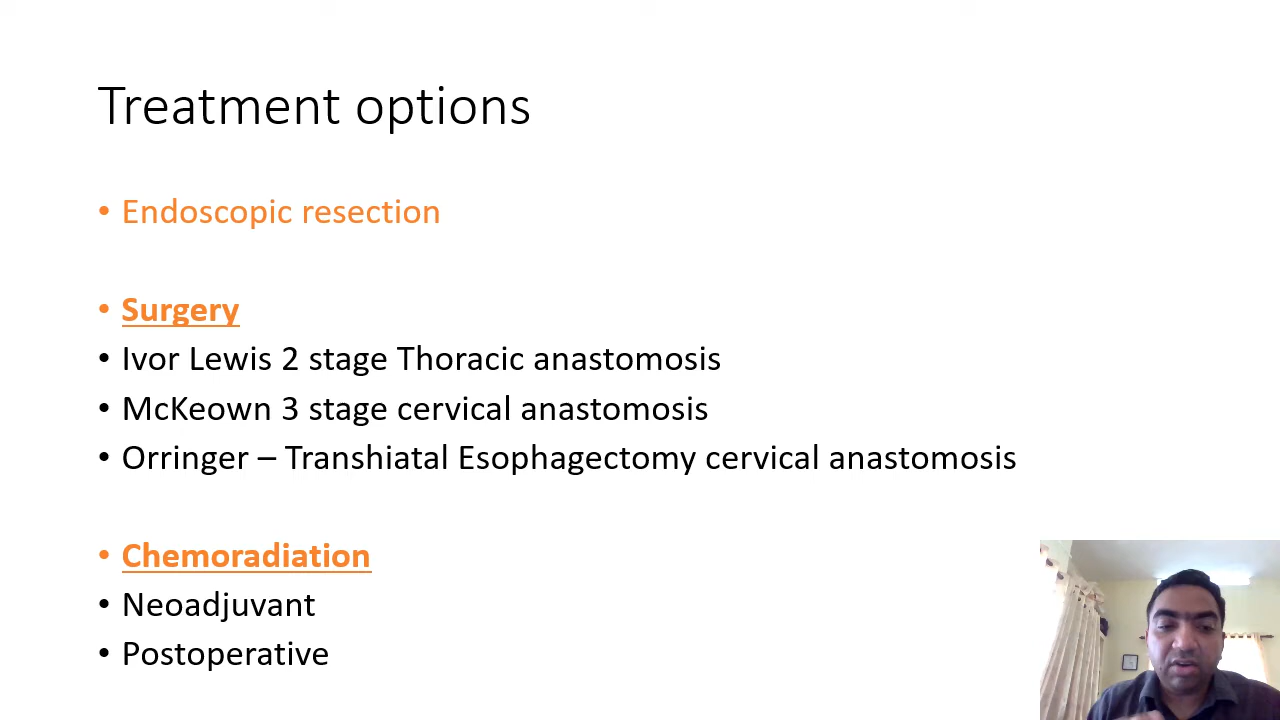 Treatment options
• Endoscopic resection
• Surgery
• Ivor Lewis 2 stage Thoracic anastomosis
• McKeown 3 stage cervical anastomosis
• Orringer – Transhiatal Esophagectomy cervical anastomosis
• Chemoradiation
• Neoadjuvant
• Postoperative